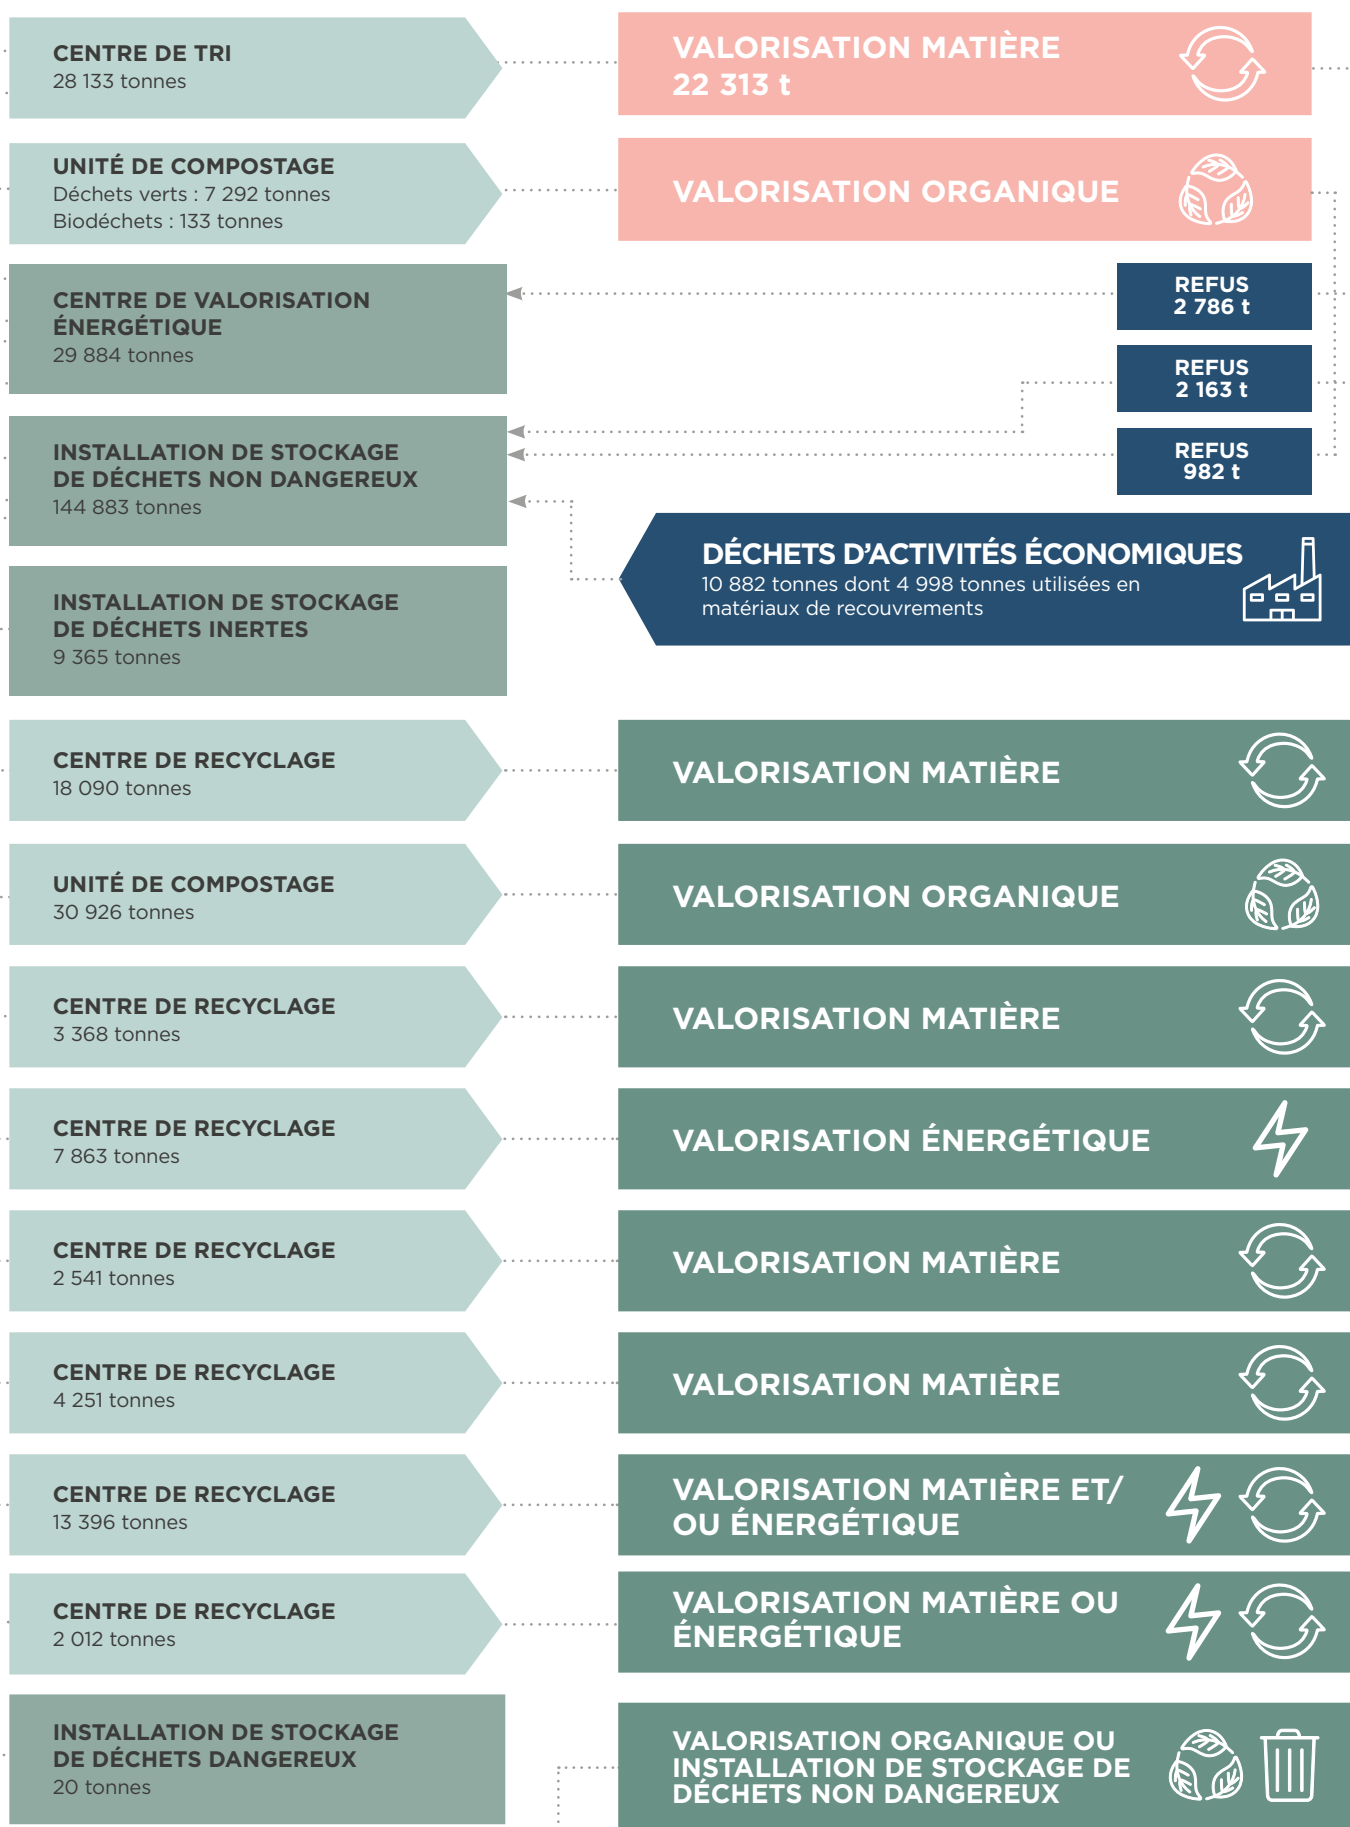 CENTRE DE TRI
28 133 tonnes
VALORISATION MATIÈRE
22 313 t
UNITÉ DE COMPOSTAGE
Déchets verts : 7 292 tonnes
Biodéchets : 133 tonnes
VALORISATION ORGANIQUE
CENTRE DE VALORISATION
ÉNERGÉTIQUE
29 884 tonnes
REFUS
2 786 t
REFUS
2 163 t
INSTALLATION DE STOCKAGE
DE DÉCHETS NON DANGEREUX
144 883 tonnes
REFUS
982 t
DÉCHETS D’ACTIVITÉS ÉCONOMIQUES
10 882 tonnes dont 4 998 tonnes utilisées en
matériaux de recouvrements
INSTALLATION DE STOCKAGE
DE DÉCHETS INERTES
9 365 tonnes
CENTRE DE RECYCLAGE
18 090 tonnes
VALORISATION MATIÈRE
UNITÉ DE COMPOSTAGE
30 926 tonnes
VALORISATION ORGANIQUE
CENTRE DE RECYCLAGE
3 368 tonnes
VALORISATION MATIÈRE
CENTRE DE RECYCLAGE
7 863 tonnes
VALORISATION ÉNERGÉTIQUE
CENTRE DE RECYCLAGE
2 541 tonnes
VALORISATION MATIÈRE
CENTRE DE RECYCLAGE
4 251 tonnes
VALORISATION MATIÈRE
CENTRE DE RECYCLAGE
13 396 tonnes
VALORISATION MATIÈRE ET/
OU ÉNERGÉTIQUE
CENTRE DE RECYCLAGE
2 012 tonnes
VALORISATION MATIÈRE OU
ÉNERGÉTIQUE
INSTALLATION DE STOCKAGE
DE DÉCHETS DANGEREUX
20 tonnes
VALORISATION ORGANIQUE OU
INSTALLATION DE STOCKAGE DE
DÉCHETS NON DANGEREUX